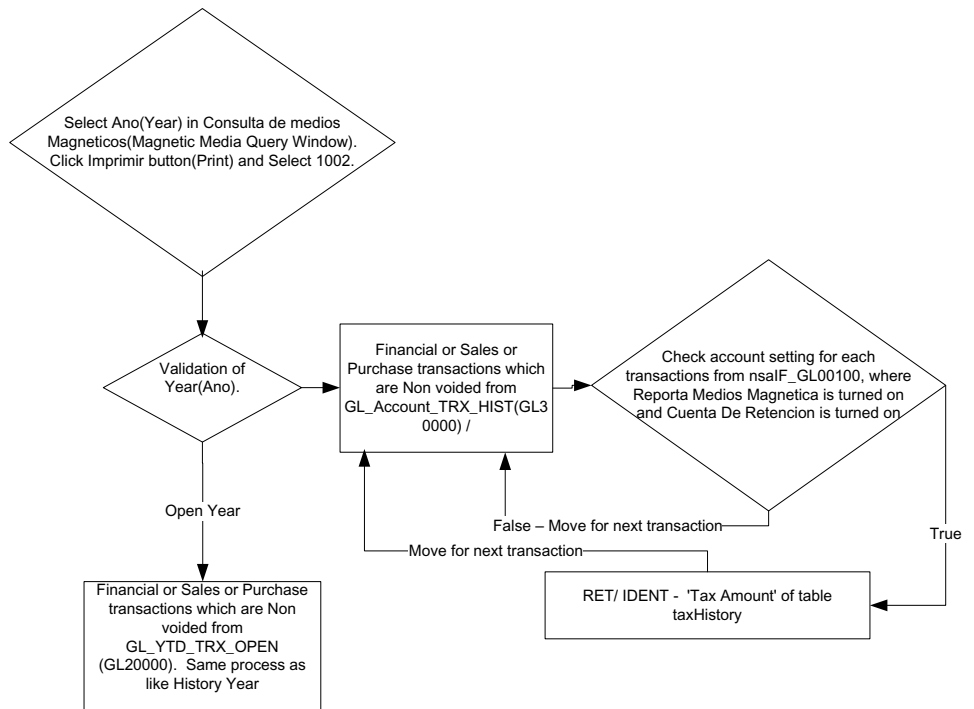 Select Ano(Year) in Consulta de medios
Magneticos(Magnetic Media Query Window).
Click Imprimir button(Print) and Select 1002.
Validation of
Year(Ano).
Financial or Sales or
Purchase transactions which
are Non voided from
GL_Account_TRX_HIST(GL3
0000) /
Check account setting for each
transactions from nsaIF_GL00100, where
Reporta Medios Magnetica is turned on
and Cuenta De Retencion is turned on
Open Year
False – Move for next transaction
True
Move for next transaction
Financial or Sales or Purchase
transactions which are Non
voided from
GL_YTD_TRX_OPEN
(GL20000).  Same process as
like History Year
RET/ IDENT -  'Tax Amount' of table
taxHistory